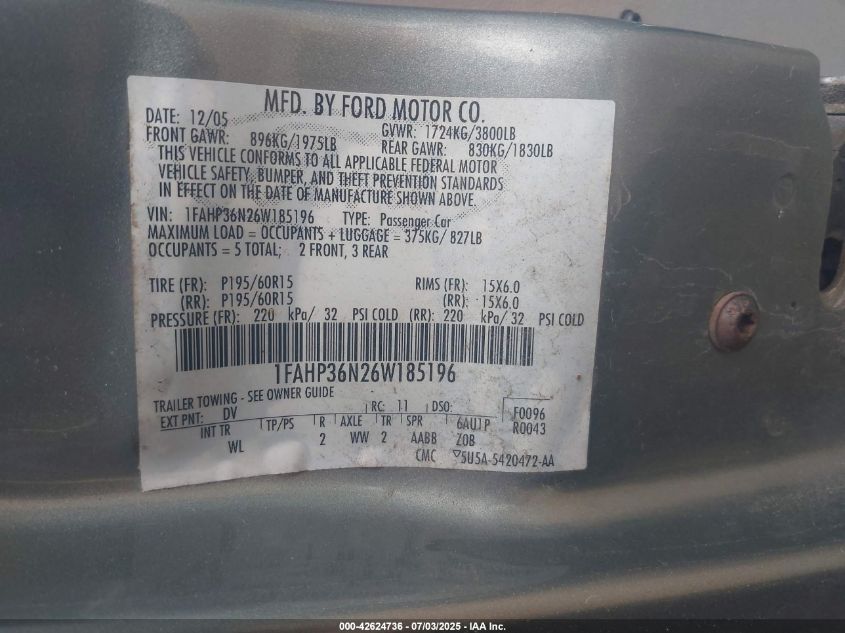 MFD. BY FORD MOTOR CO.
DATE: 12/05 GVWR: 1724KG/3800LB
FRONT GAWR: 896KG/1975LB REAR GAWR: 830KG/1830LB
THIS VEHICLE CONFORMS TO ALL APPLICABLE FEDERAL MOTOR
VEHICLE SAFETY, BUMPER, AND THEFT PREVENTION STANDARDS
IN EFFECT ON THE DATE OF MANUFACTURE SHOWN ABOVE.
VIN: 1FAHP36N26W185196 TYPE: Passenger Car
MAXIMUM LOAD = OCCUPANTS + LUGGAGE = 375KG/ 827LB
OCCUPANTS = 5 TOTAL; 2 FRONT, 3 REAR
TIRE (FR): P195/60R15 RIMS (FR): 15X6.0
(RR): P195/60R15 (RR): 15X6.0
PRESSURE (FR): 220 kPa/ 32 PSI COLD (RR): 220 kPa/ 32 PSI COLD
1FAHP36N26W185196
TRAILER TOWING - SEE OWNER GUIDE
EXT PNT: DV RC: 11 DSO: F0096
INT TR TP/PS R AXLE TR SPR 6AU1P R0043
WL 2 WW 2 AABB ZOB
CMC 5U5A-5420472-AA
000-42624736 - 07/03/2025 - IAA Inc.